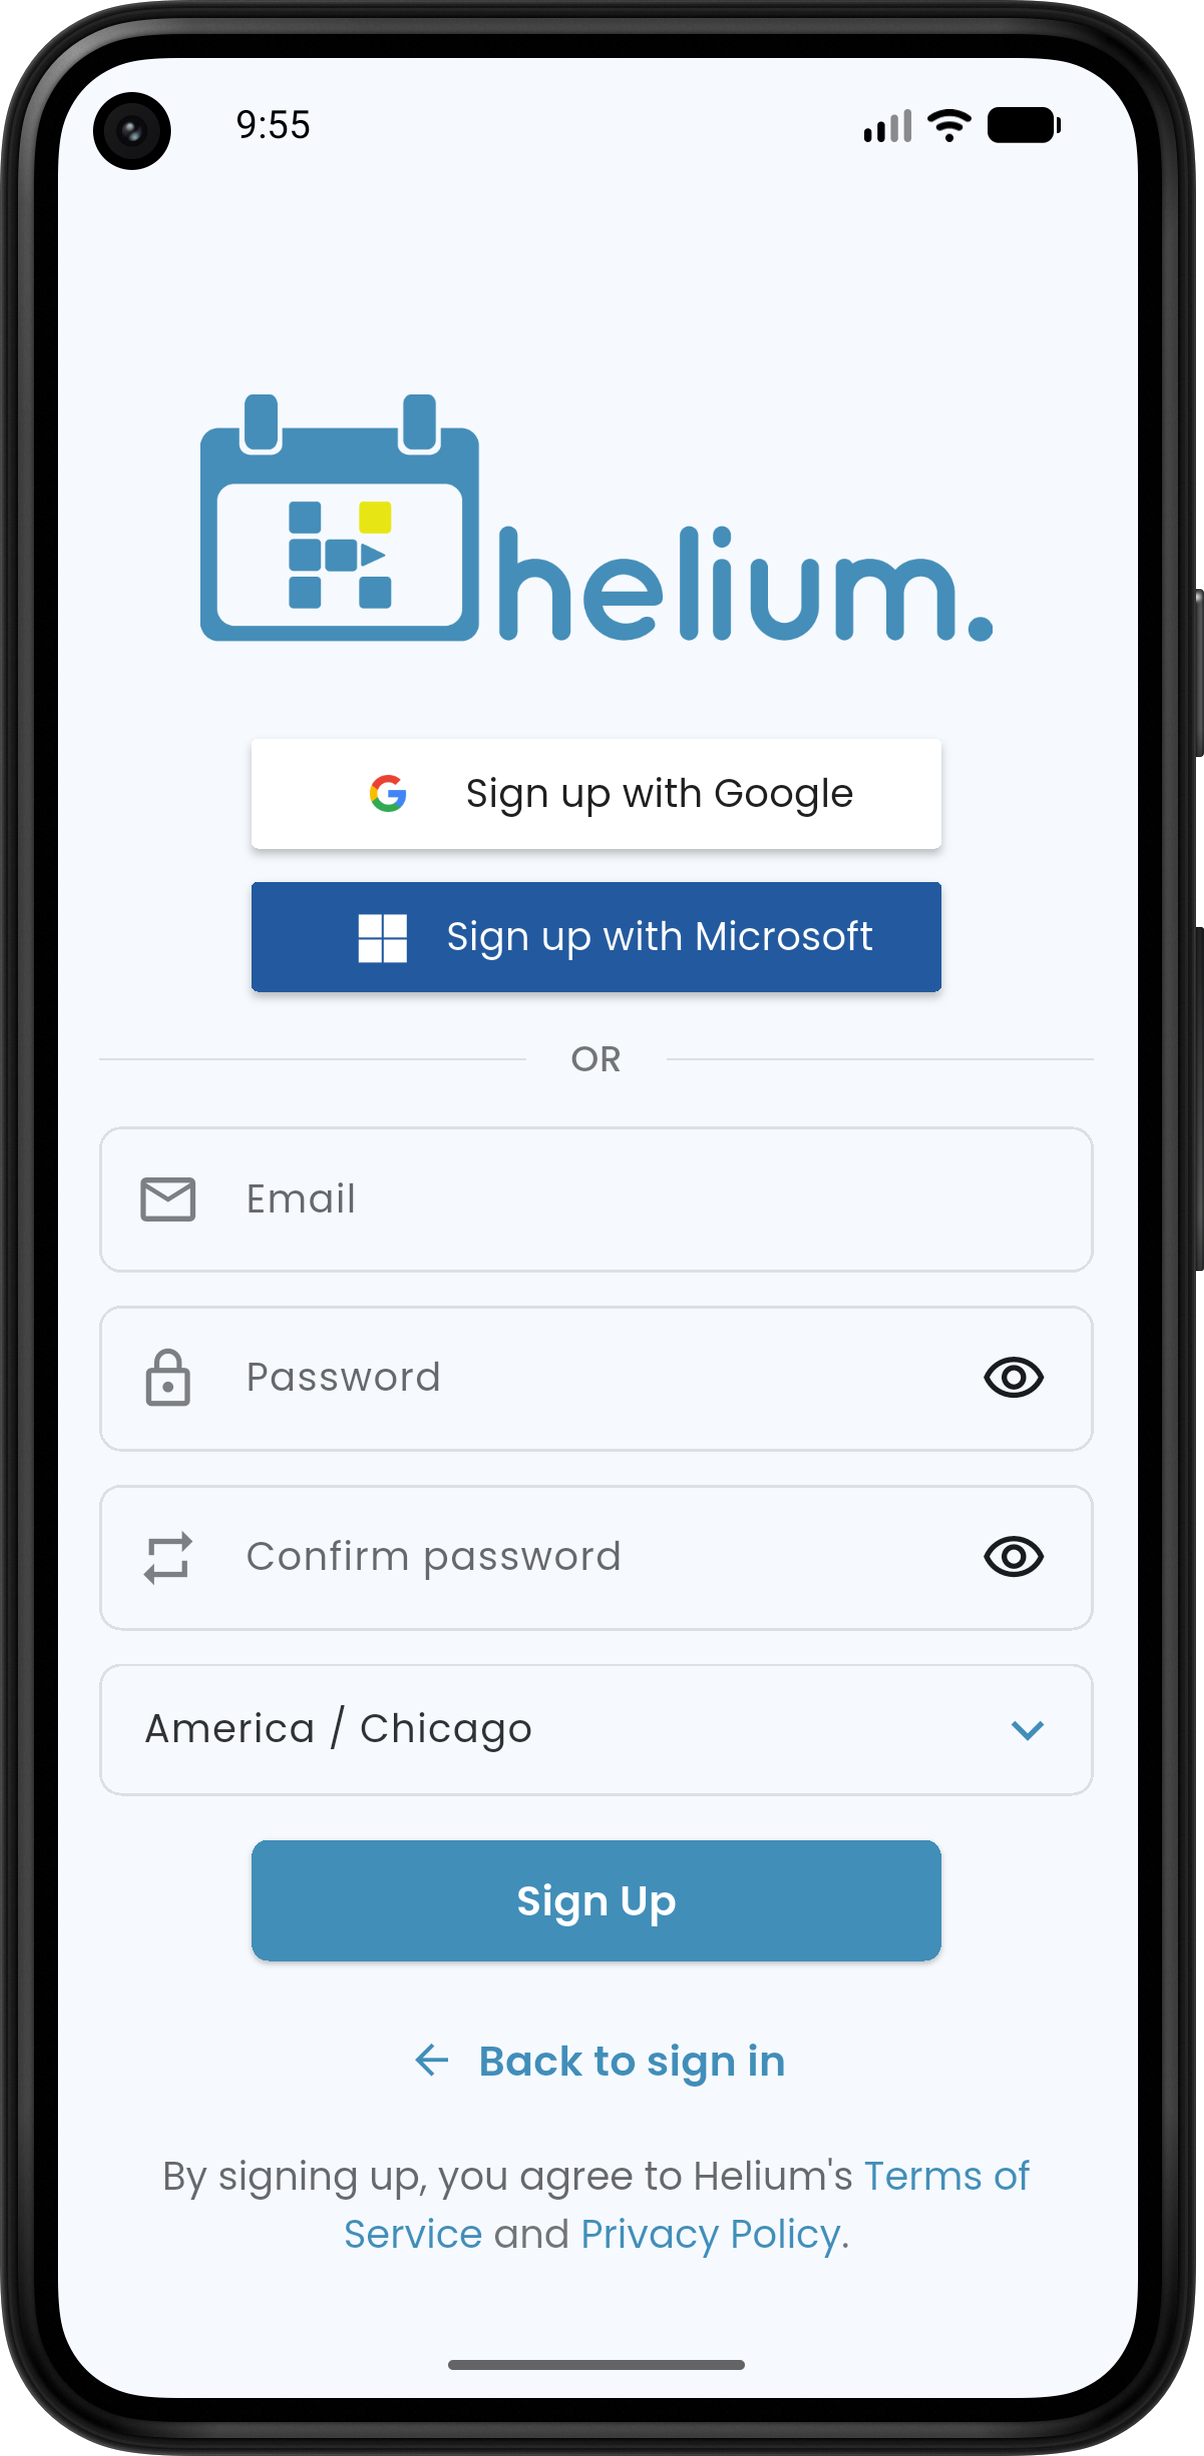 9:55
helium.
Sign up with Google
Sign up with Microsoft
OR
Email
Password
Confirm password
America / Chicago
Sign Up
Back to sign in
By signing up, you agree to Helium's Terms of
Service and Privacy Policy.